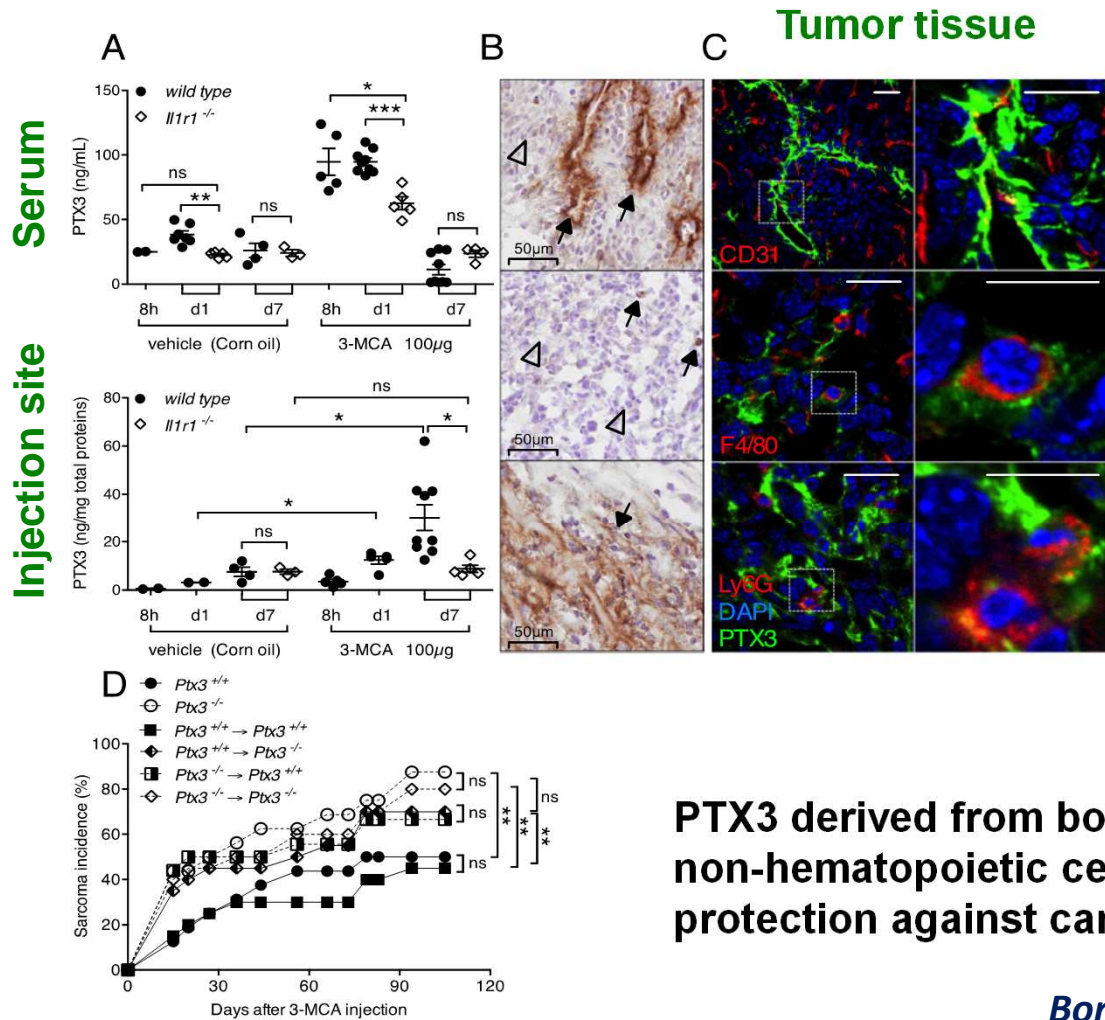 Tumor tissue
A
B
C
Serum
PTX3 (ng/mL)
150
100
50
0
wild type
Il1r1 -/-
ns
**
ns
*
***
ns
8h d1 d7 8h d1 d7
vehicle (Corn oil) 3-MCA 100µg
Injection site
PTX3 (ng/mg total proteins)
80
60
40
20
0
wild type
Il1r1 -/-
ns
*
*
*
ns
8h d1 d7 8h d1 d7
vehicle (Corn oil) 3-MCA 100µg
50µm
50µm
50µm
CD31
F4/80
Ly6G
DAPI
PTX3
D
Ptx3 +/+
Ptx3 -/-
Ptx3 +/+ → Ptx3 +/+
Ptx3 +/+ → Ptx3 -/-
Ptx3 -/- → Ptx3 +/+
Ptx3 -/- → Ptx3 -/-
Sarcoma incidence (%)
100
80
60
40
20
0
ns
ns
ns
**
**
ns
**
0 30 60 90 120
Days after 3-MCA injection
PTX3 derived from bo
non-hematopoietic ce
protection against car
Bor